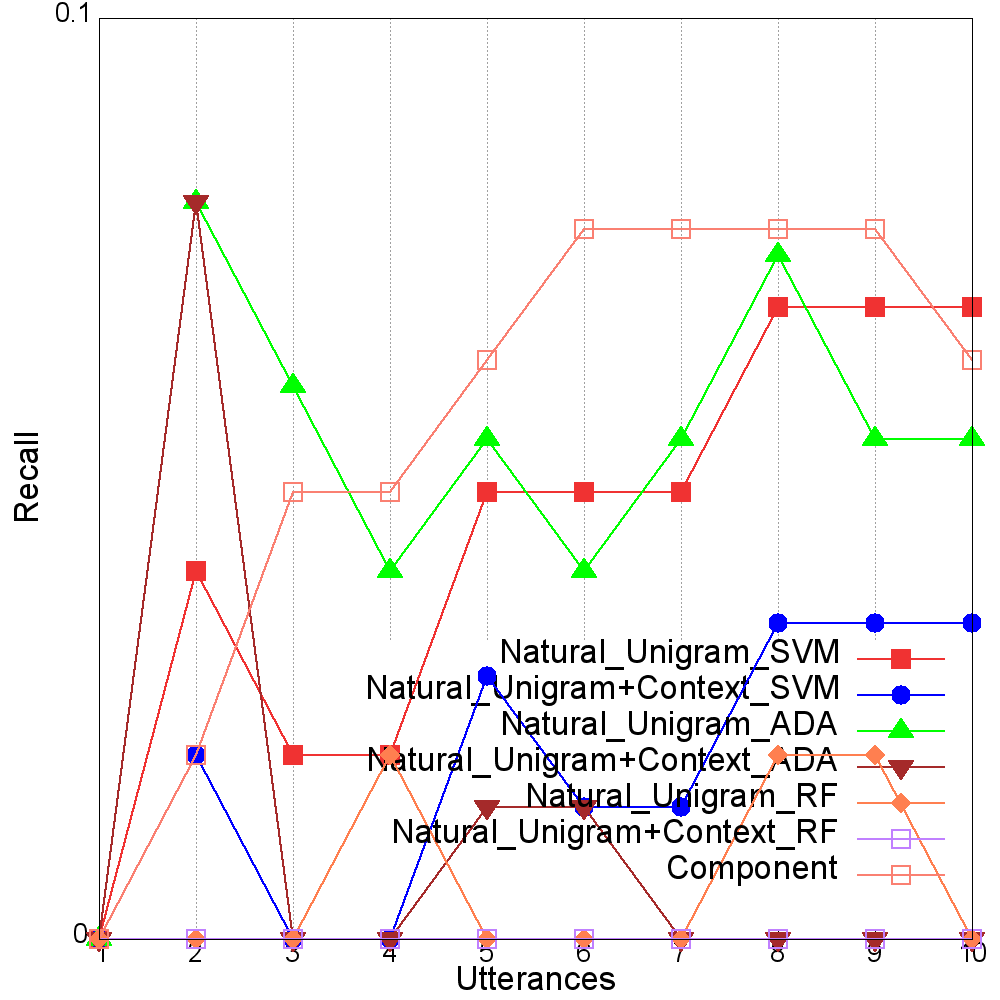 0.1
Recall
Natural_Unigram_SVM
Natural_Unigram+Context_SVM
Natural_Unigram_ADA
Natural_Unigram+Context_ADA
Natural_Unigram_RF
Natural_Unigram+Context_RF
Component
0
1 2 3 4 5 6 7 8 9 10
Utterances